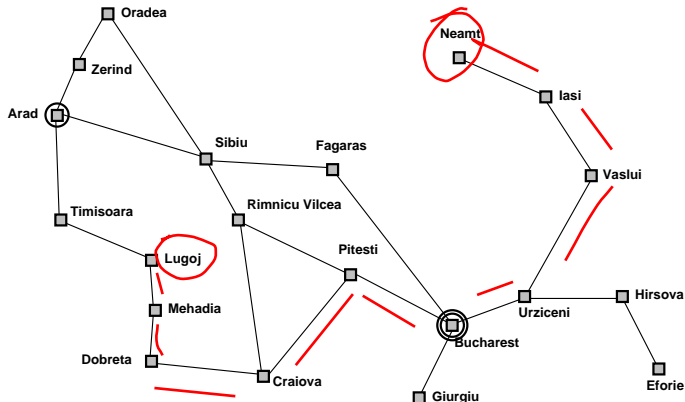 Oradea
Neamt
Zerind
Iasi
Arad
Sibiu
Fagaras
Vaslui
Timisoara
Rimnicu Vilcea
Lugoj
Pitesti
Hirsova
Mehadia
Urziceni
Bucharest
Dobreta
Craiova
Eforie
Giurgiu